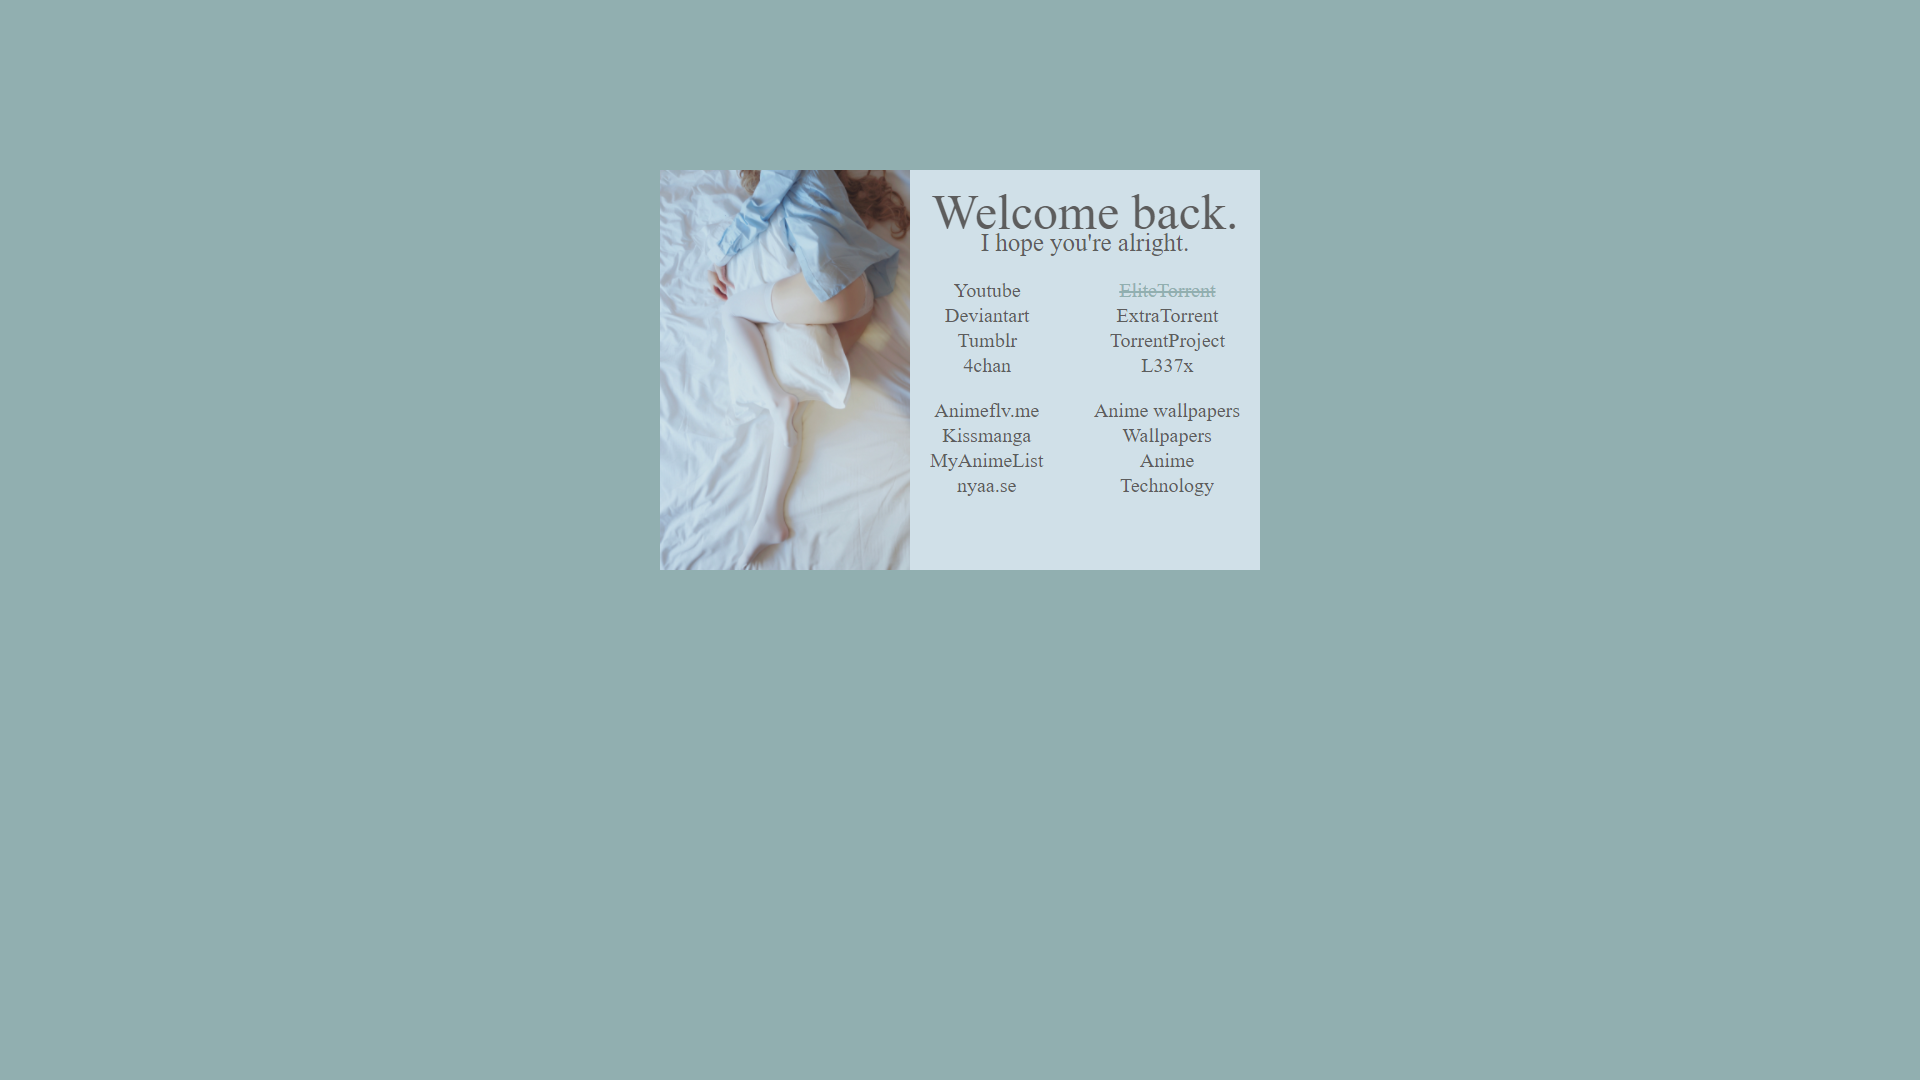 Welcome back.
I hope you're alright.
Youtube
Deviantart
Tumblr
4chan
EliteTorrent
ExtraTorrent
TorrentProject
L337x
Animeflv.me
Kissmanga
MyAnimeList
nyaa.se
Anime wallpapers
Wallpapers
Anime
Technology